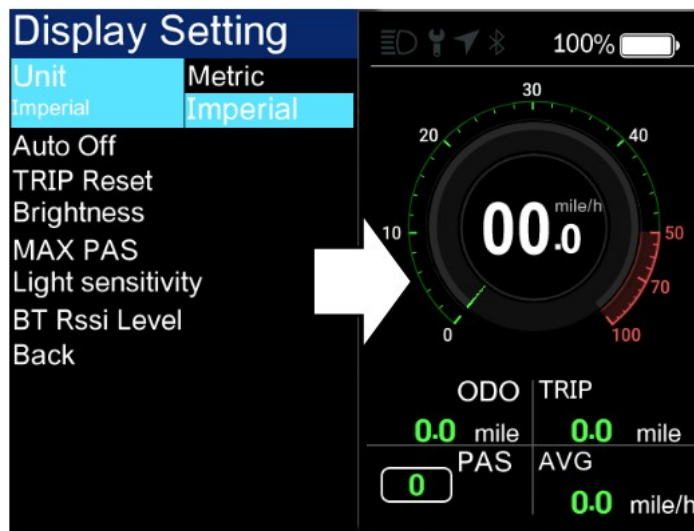 Display Setting
Unit
Imperial
Metric
Imperial
Auto Off
TRIP Reset
Brightness
MAX PAS
Light sensitivity
BT Rssi Level
Back
100%
30
20
40
00.0 mile/h
10
50
70
0
100
ODO TRIP
0.0 mile 0.0 mile
PAS AVG
0
0.0 mile/h